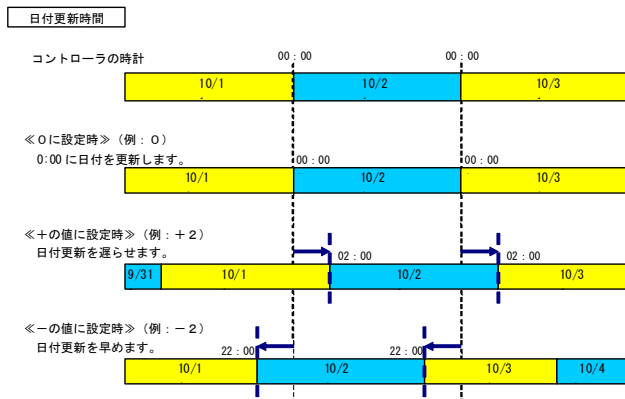 日付更新時間
コントローラの時計
00：00 00：00
10/1 10/2 10/3
≪０に設定時≫（例：０）
0:00 に日付を更新します。
00：00 00：00
10/1 10/2 10/3
≪＋の値に設定時≫（例：＋２）
日付更新を遅らせます。
02：00 02：00
9/31 10/1 10/2 10/3
≪－の値に設定時≫（例：－２）
日付更新を早めます。
22：00 22：00
10/1 10/2 10/3 10/4